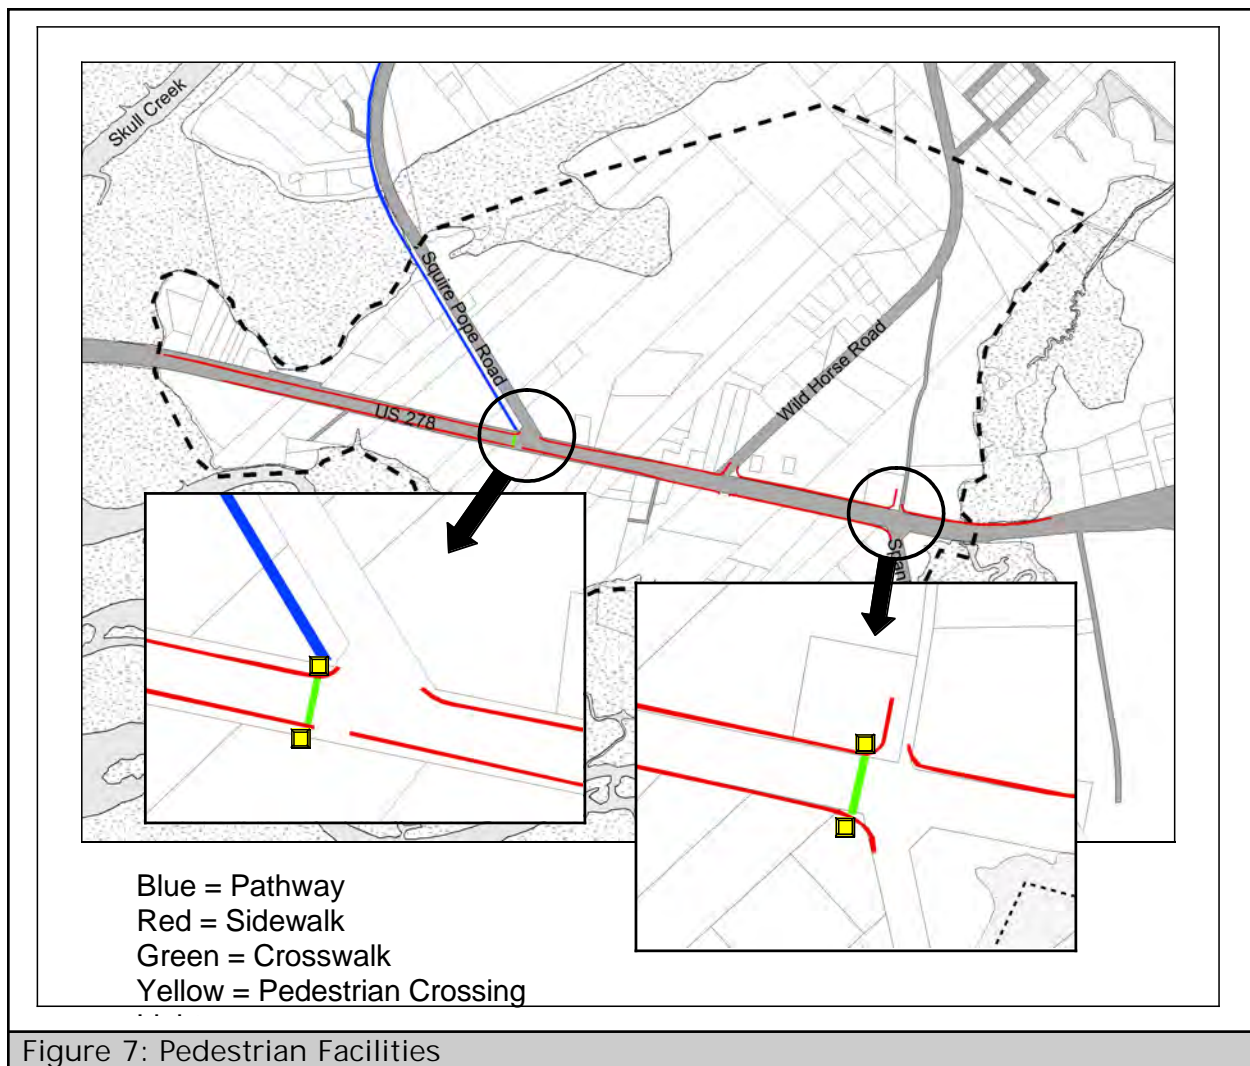 Skull Creek
Squire Pope Road
Wild Horse Road
US 278
Span
Blue = Pathway
Red = Sidewalk
Green = Crosswalk
Yellow = Pedestrian Crossing
Figure 7: Pedestrian Facilities